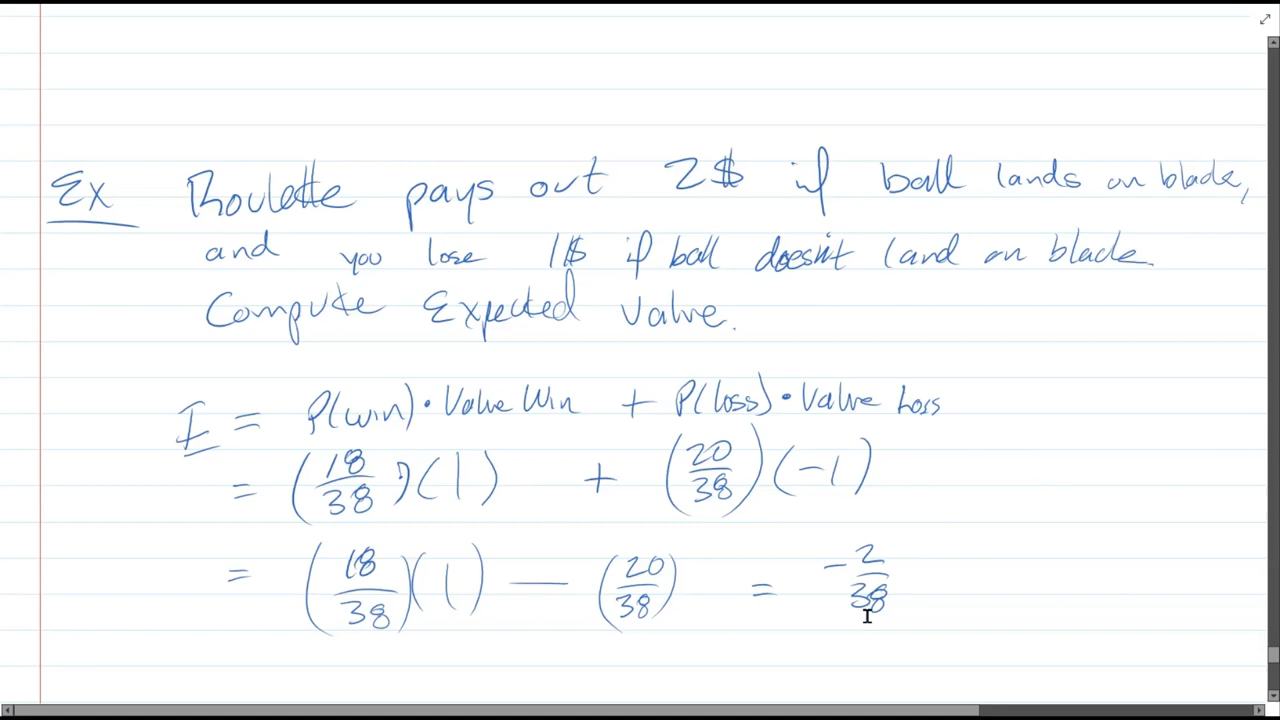 Ex Roulette pays out 2$ if ball lands on black,
and you lose 1$ if ball doesn't land on black.
Compute Expected Value.
E = P(win) · Value Win + P(loss) · Value Loss
= (18/38)(1) + (20/38)(-1)
= (18/38)(1) - (20/38) = -2/38